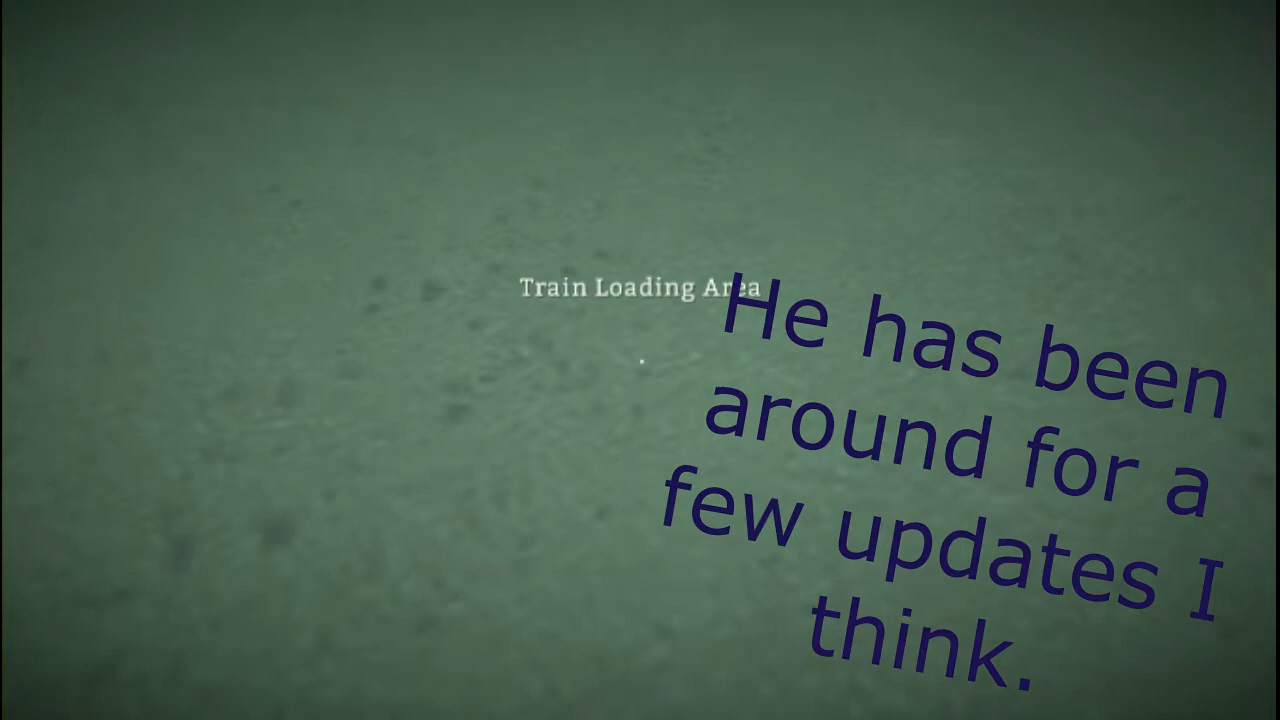 Train Loading Area
He has been
around for a
few updates I
think.